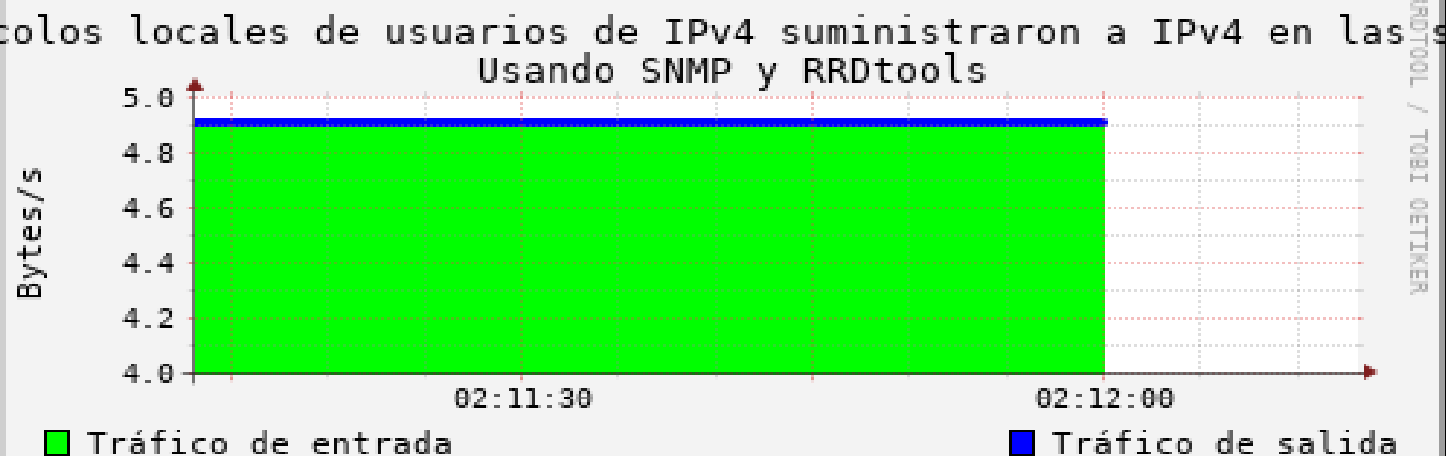 colos locales de usuarios de IPv4 suministraron a IPv4 en las s
Usando SNMP y RRDtools
RRDTOOL / TOBI OETIKER
Bytes/s
5.0
4.8
4.6
4.4
4.2
4.0
02:11:30 02:12:00
Tráfico de entrada Tráfico de salida